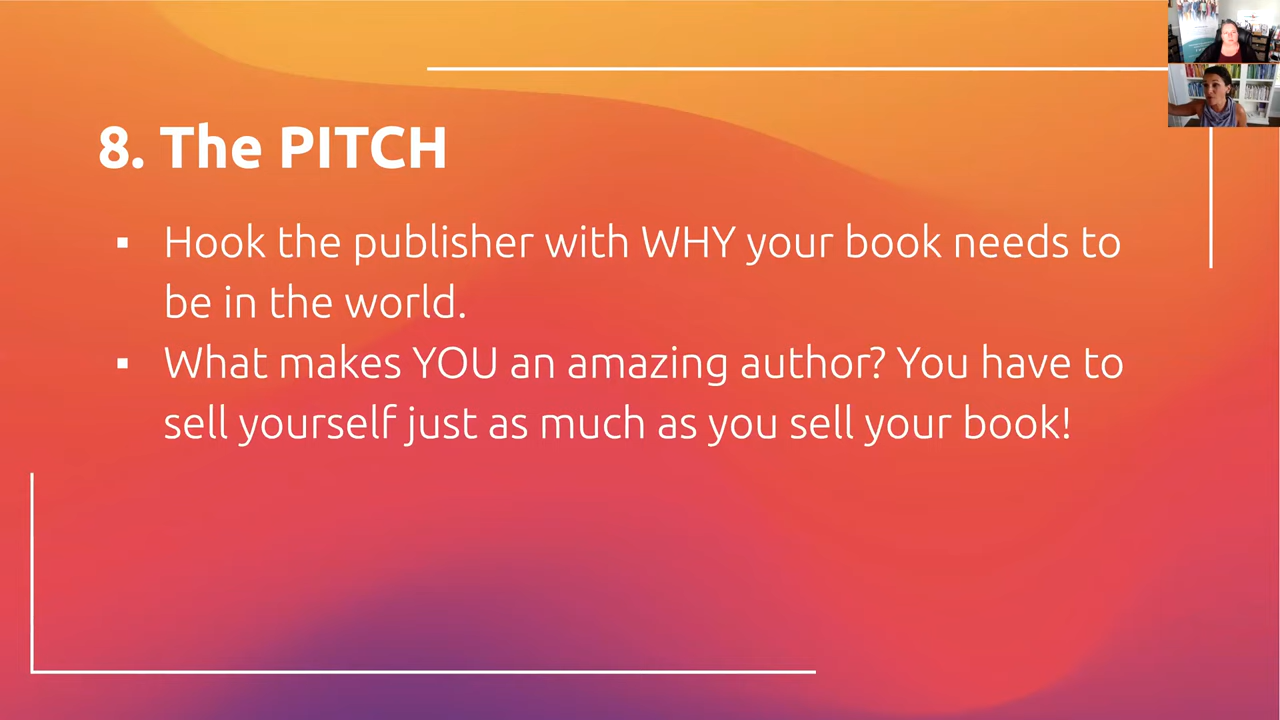 8. The PITCH
▪ Hook the publisher with WHY your book needs to
be in the world.
▪ What makes YOU an amazing author? You have to
sell yourself just as much as you sell your book!